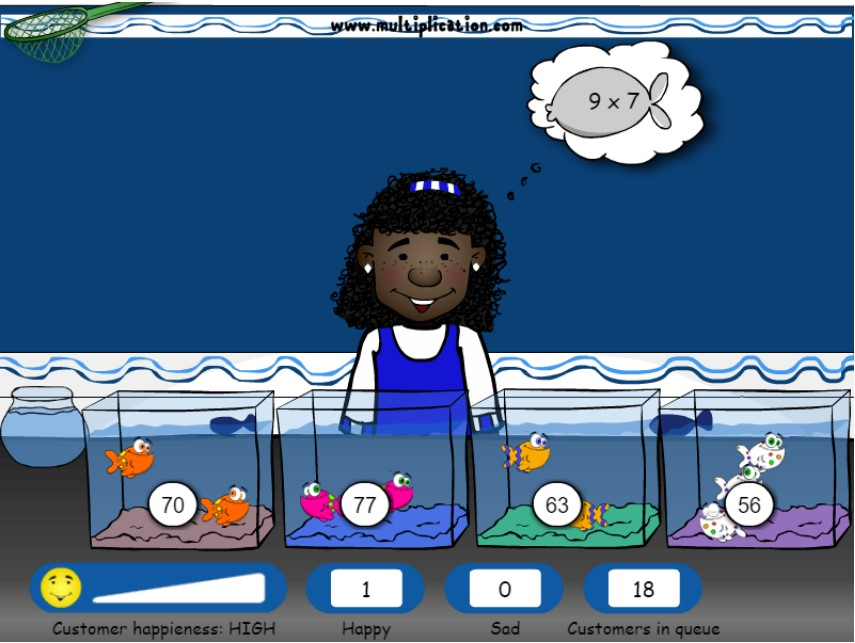 www.multiplication.com
9 x 7
70
77
63
56
1
0
18
Customer happieness: HIGH
Happy
Sad
Customers in queue